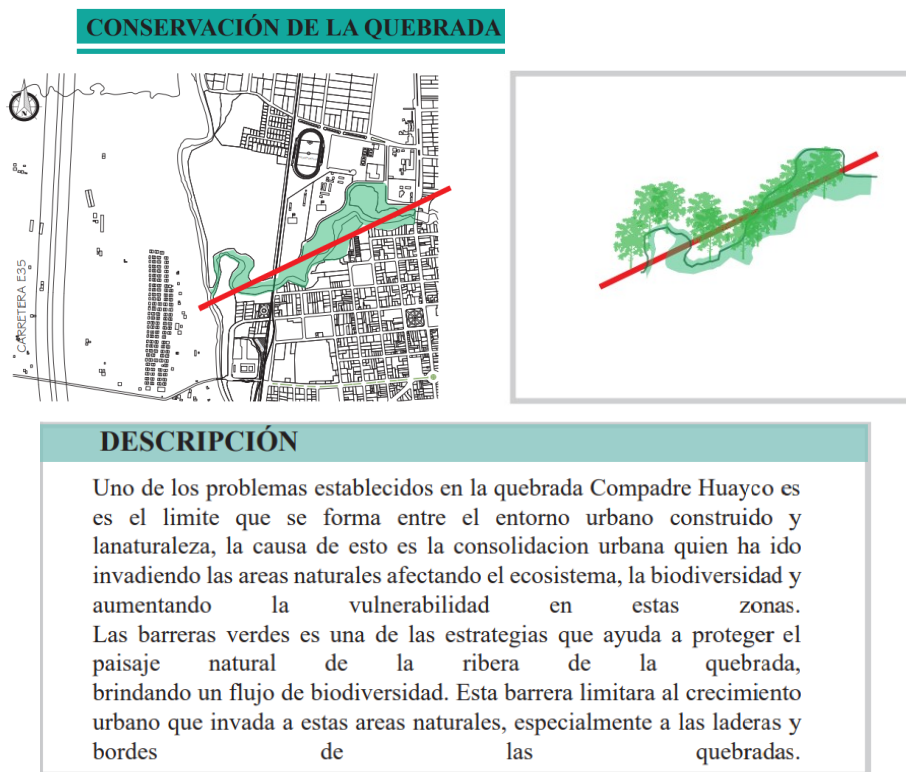 CONSERVACIÓN DE LA QUEBRADA
N
CARRETERA E35
DESCRIPCIÓN
Uno de los problemas establecidos en la quebrada Compadre Huayco es
es el limite que se forma entre el entorno urbano construido y
lanaturaleza, la causa de esto es la consolidacion urbana quien ha ido
invadiendo las areas naturales afectando el ecosistema, la biodiversidad y
aumentando la vulnerabilidad en estas zonas.
Las barreras verdes es una de las estrategias que ayuda a proteger el
paisaje natural de la ribera de la quebrada,
brindando un flujo de biodiversidad. Esta barrera limitara al crecimiento
urbano que invada a estas areas naturales, especialmente a las laderas y
bordes de las quebradas.